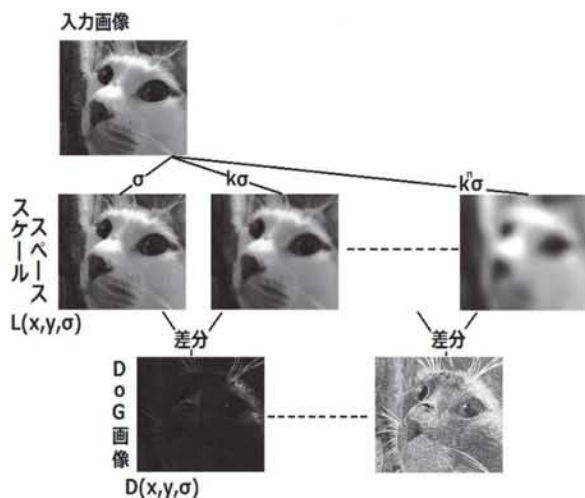 入力画像
σ
kσ
kⁿσ
スケール
スペース
L(x,y,σ)
差分
差分
DoG画像
D(x,y,σ)